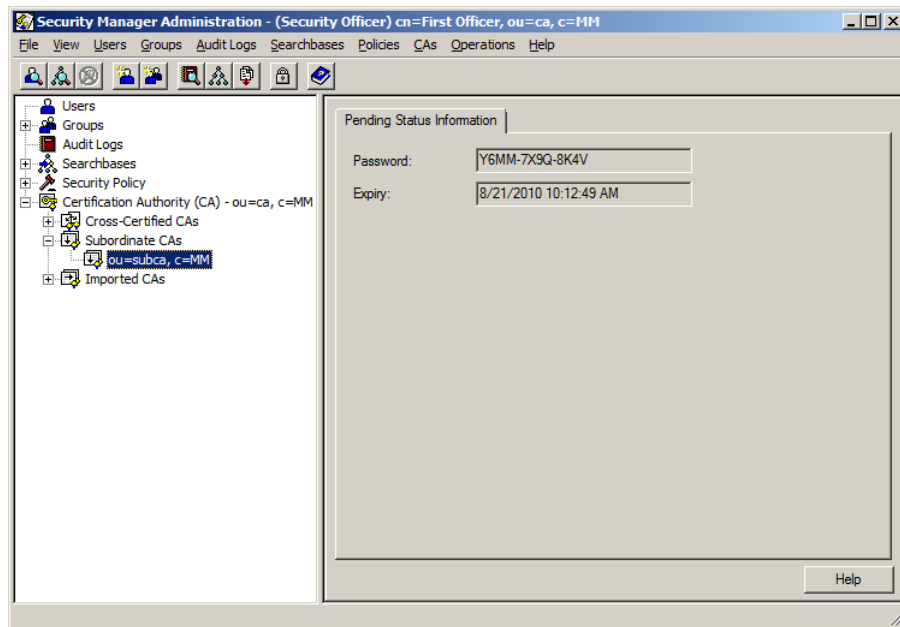 Security Manager Administration - (Security Officer) cn=First Officer, ou=ca, c=MM
File View Users Groups Audit Logs Searchbases Policies CAs Operations Help
Users
Groups
Audit Logs
Searchbases
Security Policy
Certification Authority (CA) - ou=ca, c=MM
Cross-Certified CAs
Subordinate CAs
ou=subca, c=MM
Imported CAs
Pending Status Information
Password: Y6MM-7X9Q-8K4V
Expiry: 8/21/2010 10:12:49 AM
Help